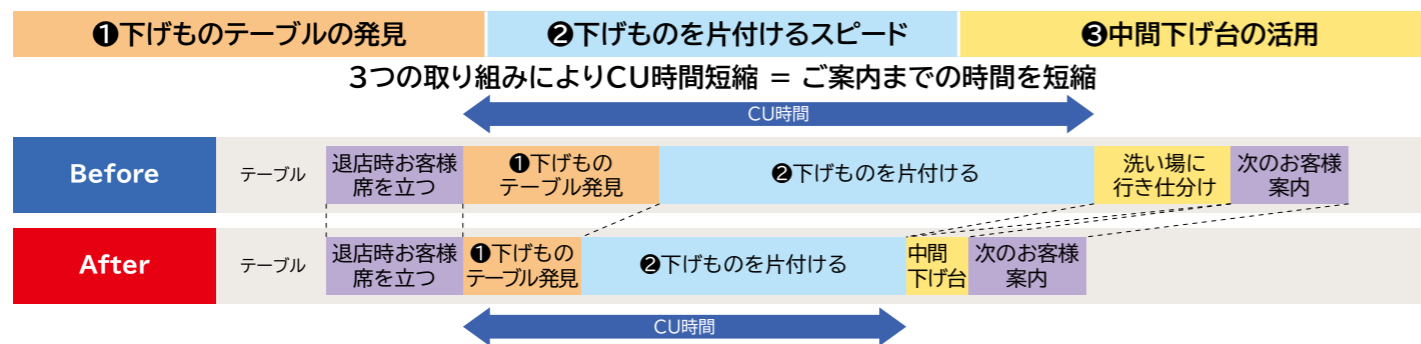 ❶下げものテーブルの発見
❷下げものを片付けるスピード
❸中間下げ台の活用
3つの取り組みによりCU時間短縮 = ご案内までの時間を短縮
CU時間
Before
テーブル
退店時お客様
席を立つ
❶下げもの
テーブル発見
❷下げものを片付ける
洗い場に
行き仕分け
次のお客様
案内
After
テーブル
退店時お客様
席を立つ
❶下げもの
テーブル発見
❷下げものを片付ける
中間
下げ台
次のお客様
案内
CU時間